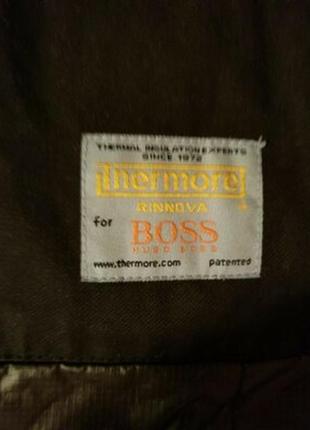 THERMAL INSULATION EXPERTS
SINCE 1972
Thermore
RINNOVA
for BOSS
HUGO BOSS
www.thermore.com patented